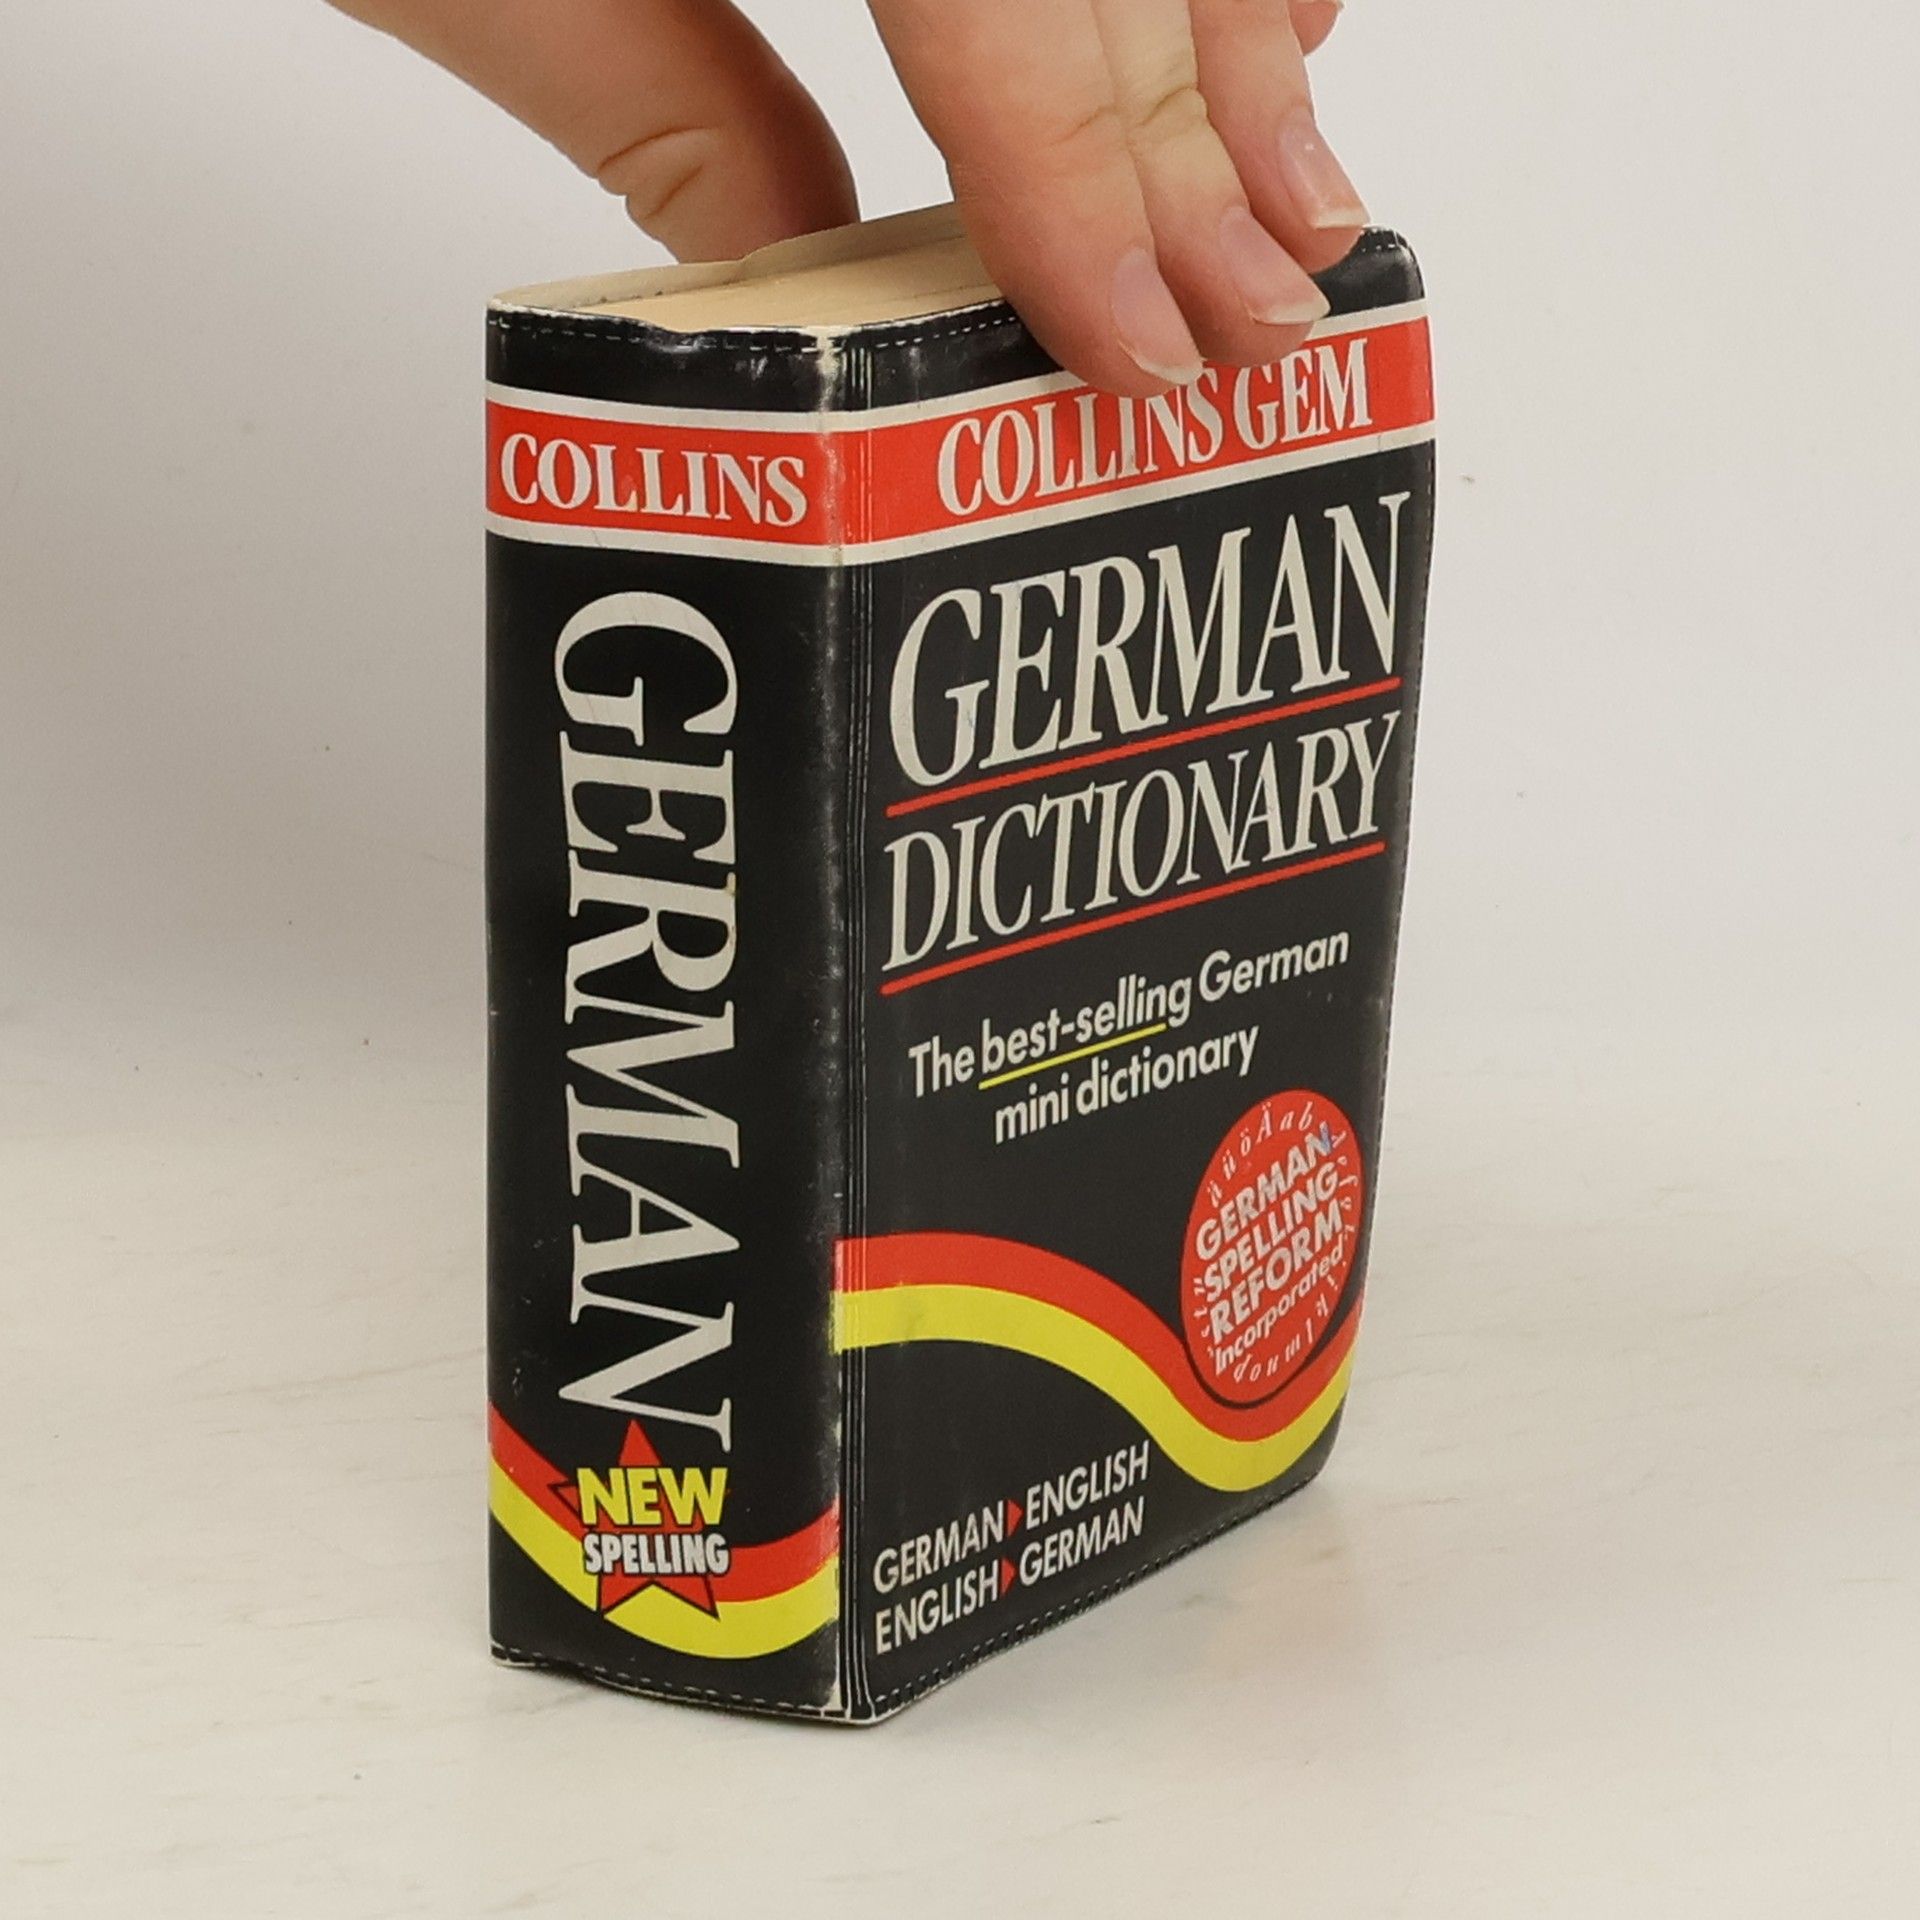 COLLINS
GERMAN
NEW
SPELLING
COLLINS GEM
GERMAN
DICTIONARY
The best-selling German
mini dictionary
ä ü ö Ä a b
GERMAN
SPELLING
REFORM
Incorporated
GERMAN ENGLISH
ENGLISH GERMAN